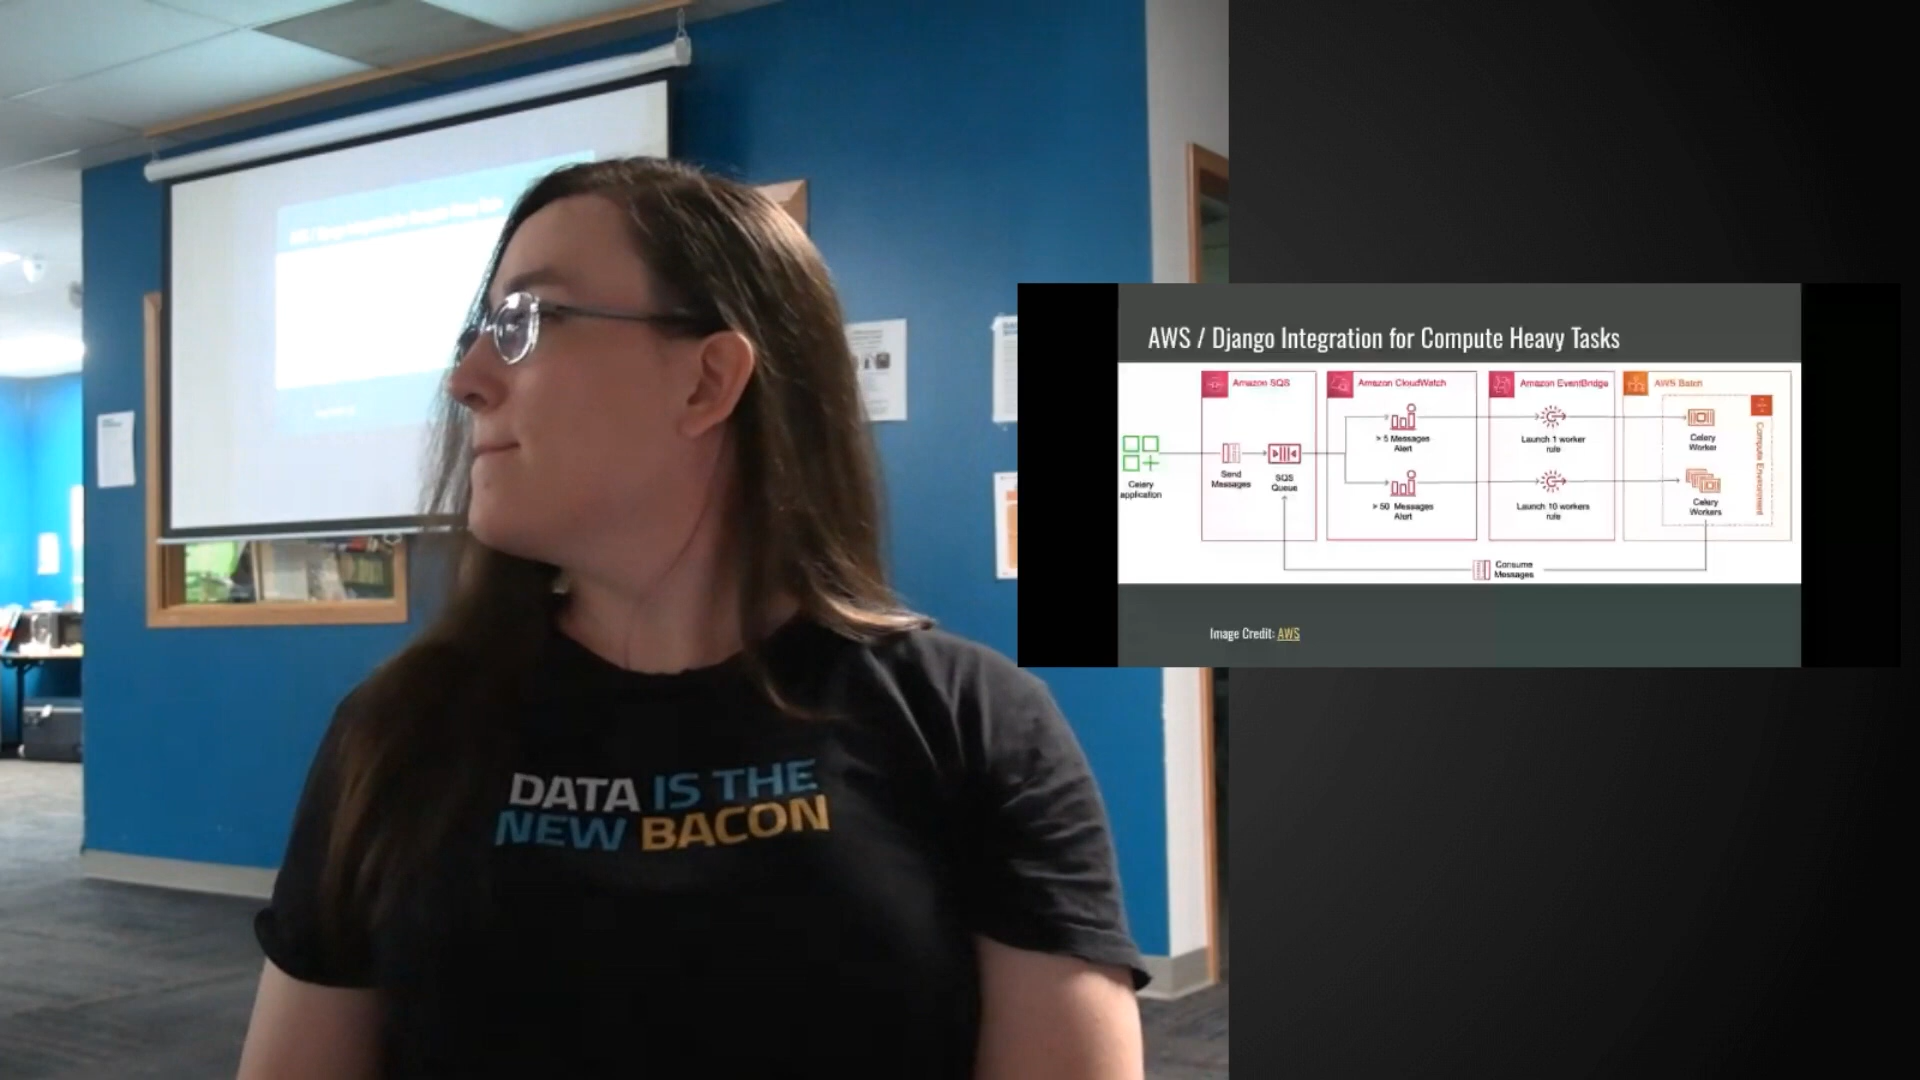 DATA IS THE
NEW BACON
AWS / Django Integration for Compute Heavy Tasks
Amazon SQS
Amazon CloudWatch
Amazon EventBridge
AWS Batch
Celery
application
Send
Messages
SQS
Queue
> 5 Messages
Alert
> 50 Messages
Alert
Launch 1 worker
rule
Launch 10 workers
rule
Celery
Worker
Celery
Workers
Compute Environment
Consume
Messages
Image Credit: AWS